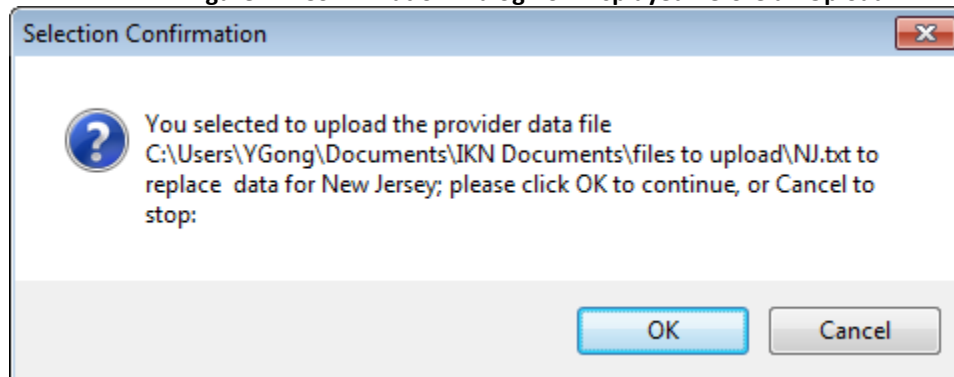 Selection Confirmation
You selected to upload the provider data file
C:\Users\YGong\Documents\IKN Documents\files to upload\NJ.txt to
replace  data for New Jersey; please click OK to continue, or Cancel to
stop:
OK
Cancel